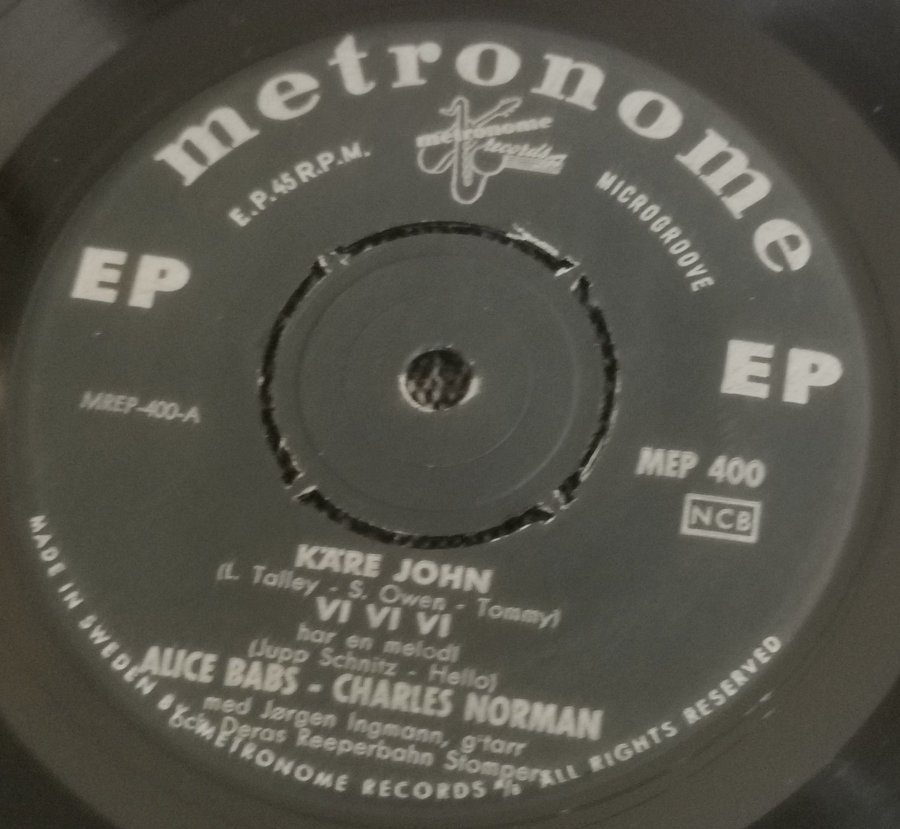 metronome
metronome
records
E.P. 45 R.P.M.
MICROGROOVE
EP
EP
MREP-400-A
MEP 400
NCB
KÄRE JOHN
(L. Talley - S. Owen - Tommy)
VI VI VI
har en melodi
(Jupp Schnitz - Hello)
ALICE BABS - CHARLES NORMAN
med Jørgen Ingmann, gitarr
och Deras Reeperbahn Stompers
MADE IN SWEDEN BY METRONOME RECORDS A/B ALL RIGHTS RESERVED